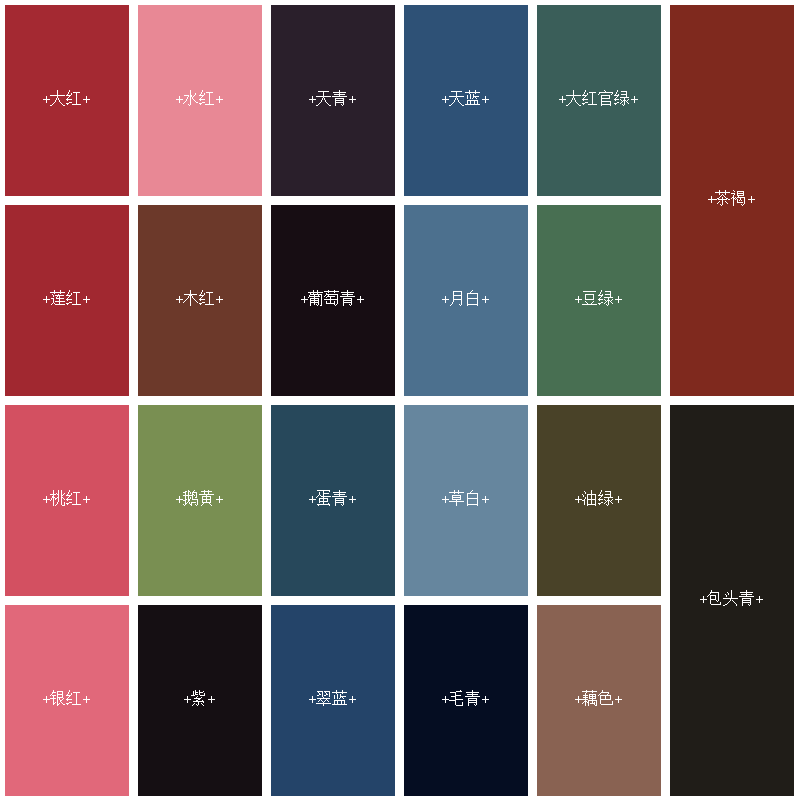 +大红+
+水红+
+天青+
+天蓝+
+大红官绿+
+茶褐+
+莲红+
+木红+
+葡萄青+
+月白+
+豆绿+
+桃红+
+鹅黄+
+蛋青+
+草白+
+油绿+
+包头青+
+银红+
+紫+
+翠蓝+
+毛青+
+藕色+